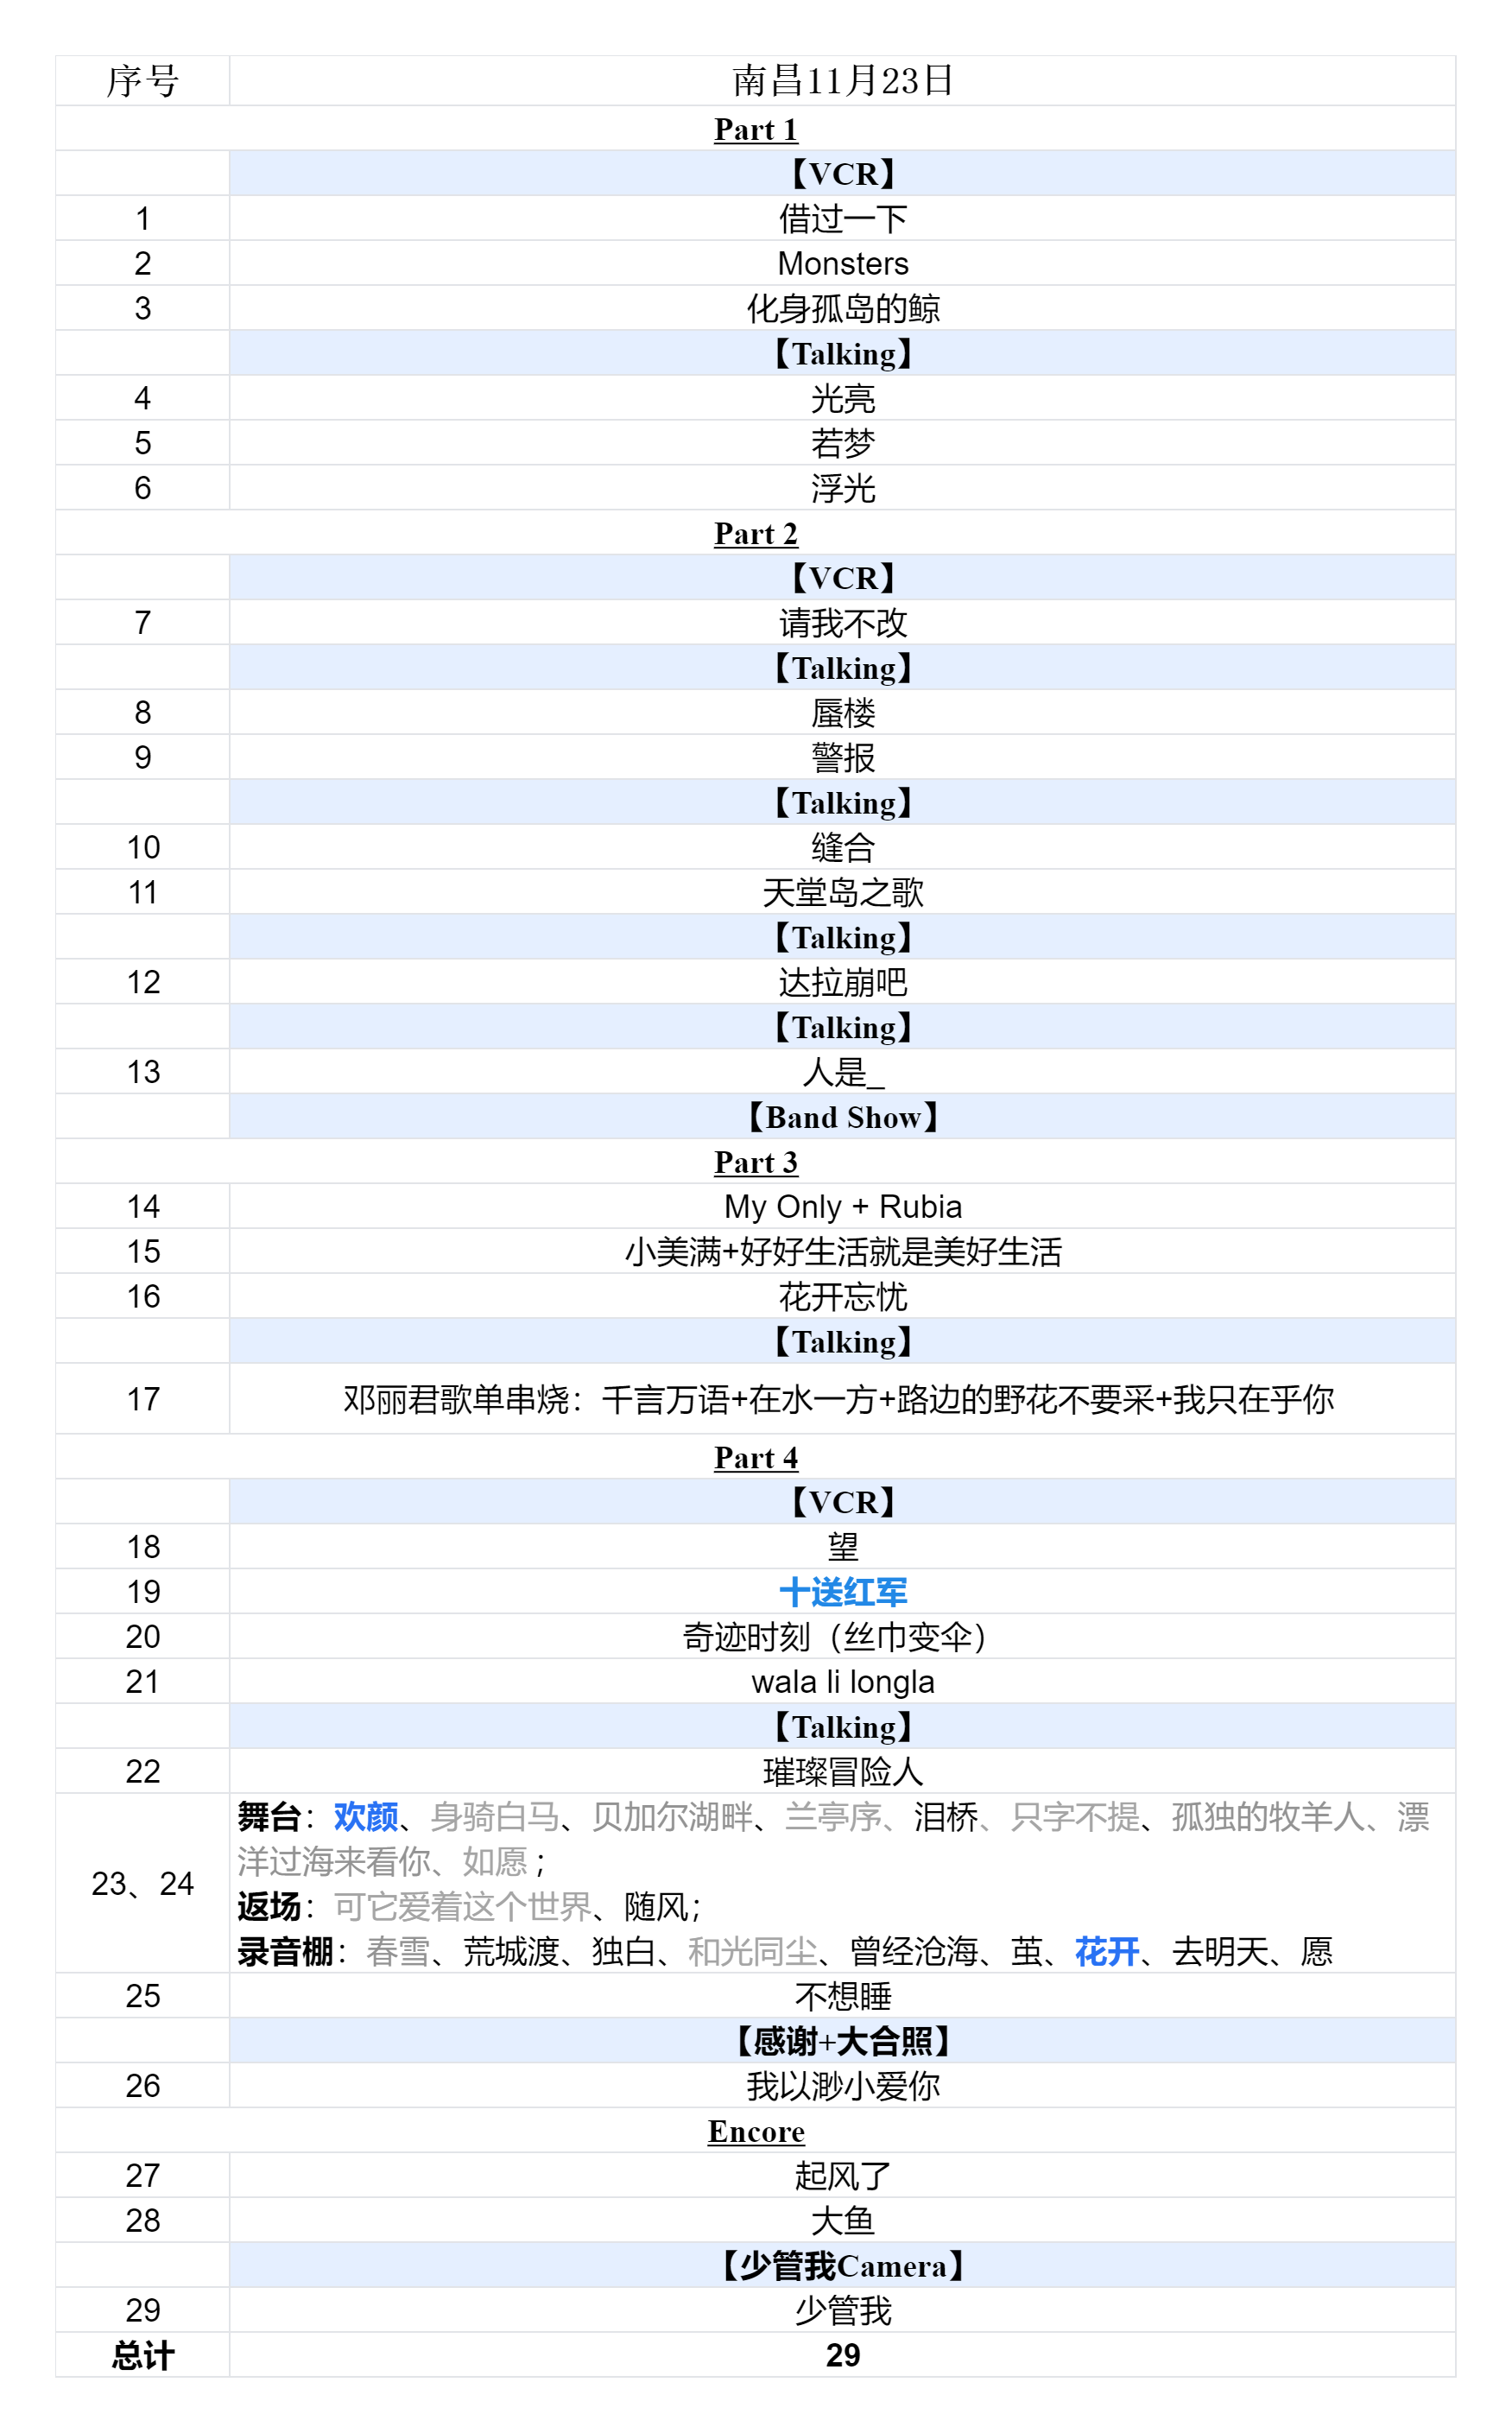 序号 南昌11月23日
Part 1
【VCR】
1 借过一下
2 Monsters
3 化身孤岛的鲸
【Talking】
4 光亮
5 若梦
6 浮光
Part 2
【VCR】
7 请我不改
【Talking】
8 蜃楼
9 警报
【Talking】
10 缝合
11 天堂岛之歌
【Talking】
12 达拉崩吧
【Talking】
13 人是_
【Band Show】
Part 3
14 My Only + Rubia
15 小美满+好好生活就是美好生活
16 花开忘忧
【Talking】
17 邓丽君歌单串烧：千言万语+在水一方+路边的野花不要采+我只在乎你
Part 4
【VCR】
18 望
19 十送红军
20 奇迹时刻（丝巾变伞）
21 wala li longla
【Talking】
22 璀璨冒险人
23、24 舞台：欢颜、身骑白马、贝加尔湖畔、兰亭序、泪桥、只字不提、孤独的牧羊人、漂
洋过海来看你、如愿；
返场：可它爱着这个世界、随风；
录音棚：春雪、荒城渡、独白、和光同尘、曾经沧海、茧、花开、去明天、愿
25 不想睡
【感谢+大合照】
26 我以渺小爱你
Encore
27 起风了
28 大鱼
【少管我Camera】
29 少管我
总计 29